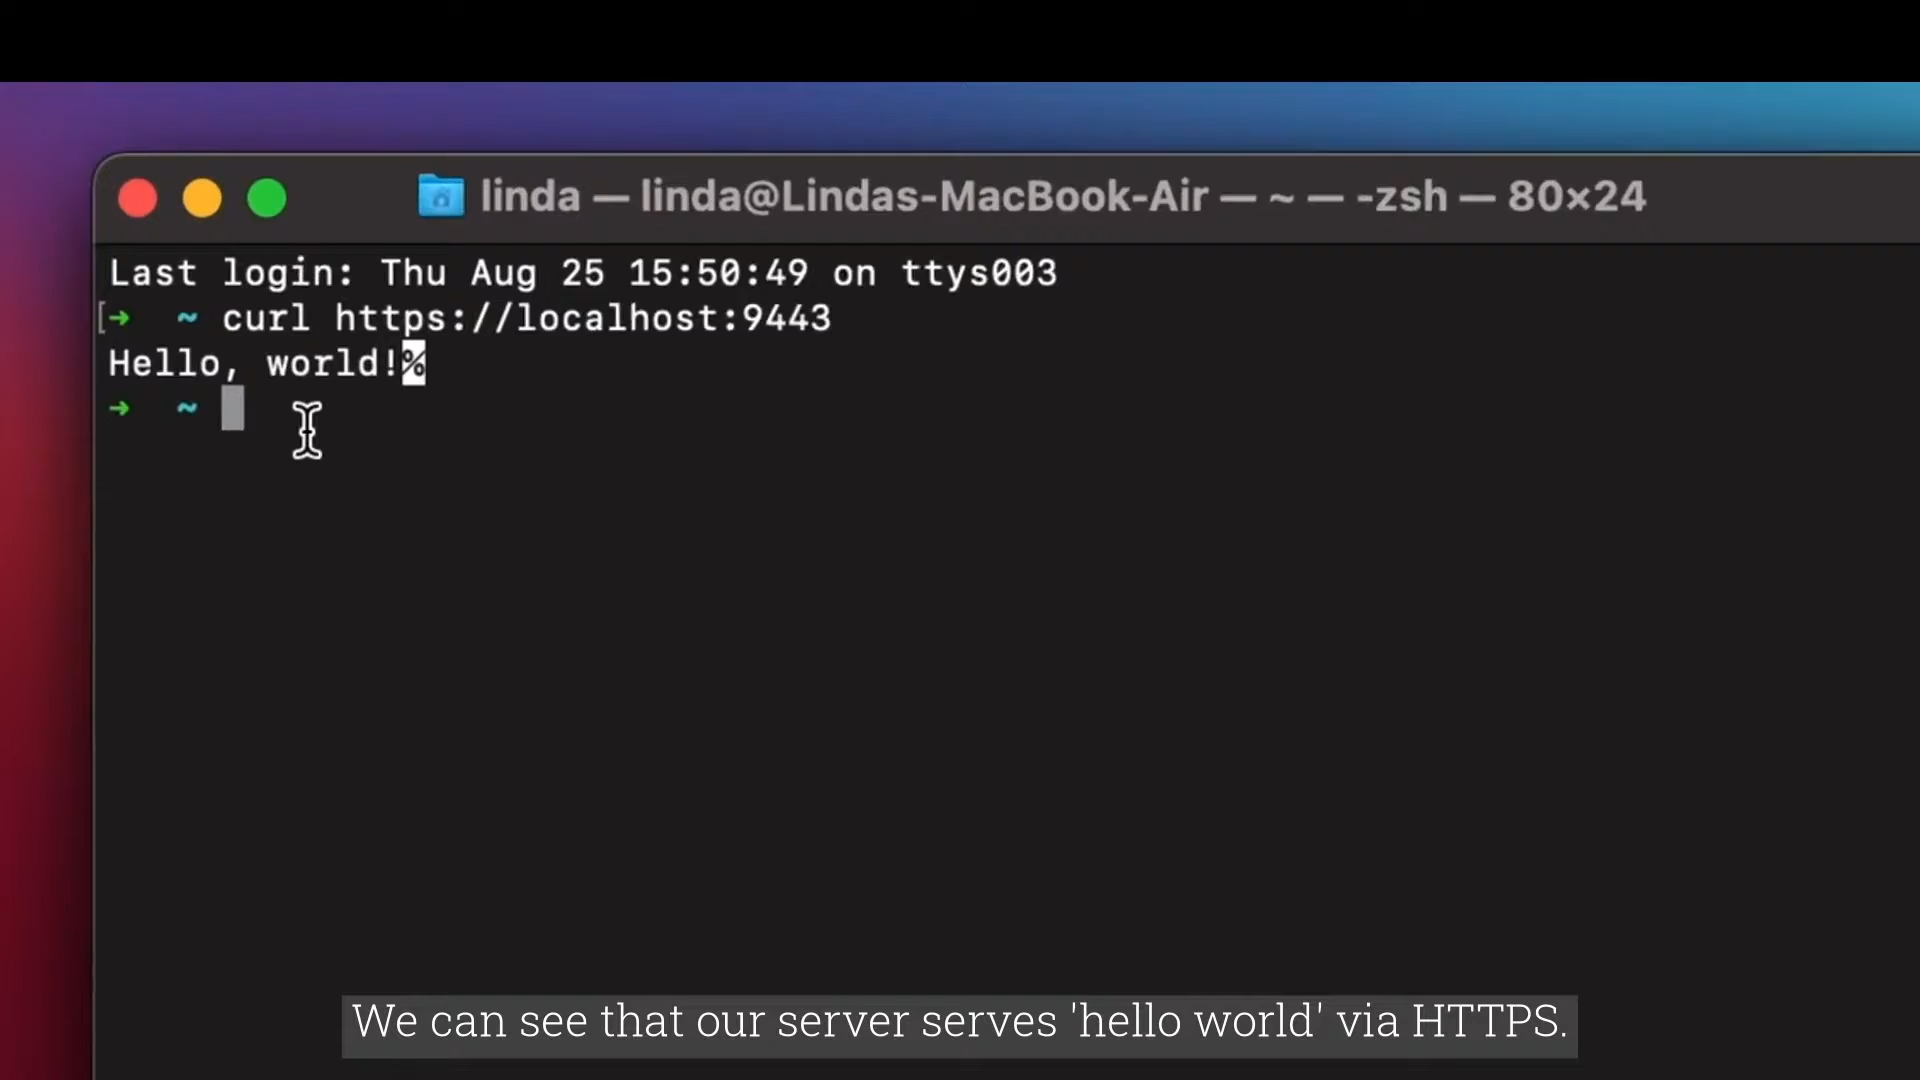 linda — linda@Lindas-MacBook-Air — ~ — -zsh — 80×24
Last login: Thu Aug 25 15:50:49 on ttys003
[➜ ~ curl https://localhost:9443
Hello, world!%
➜ ~
We can see that our server serves 'hello world' via HTTPS.